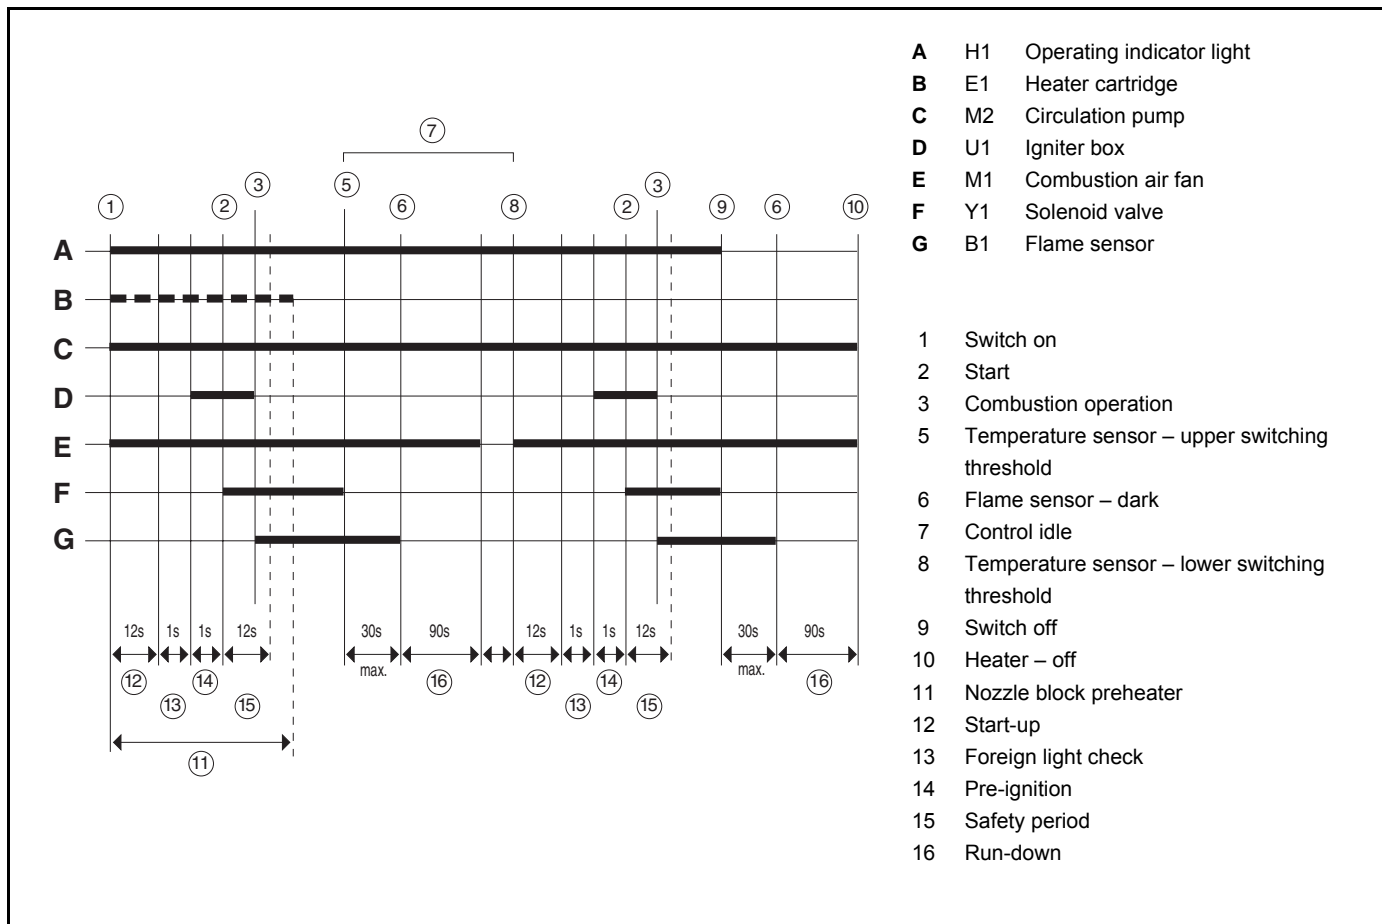 7
3 5 3
1 2 6 8 2 9 6 10
A
B
C
D
E
F
G
12s 1s 1s 12s 30s 90s 12s 1s 1s 12s 30s 90s
max. max.
12 14 16 12 14 16
13 15 13 15
11
A H1 Operating indicator light
B E1 Heater cartridge
C M2 Circulation pump
D U1 Igniter box
E M1 Combustion air fan
F Y1 Solenoid valve
G B1 Flame sensor
1 Switch on
2 Start
3 Combustion operation
5 Temperature sensor – upper switching
threshold
6 Flame sensor – dark
7 Control idle
8 Temperature sensor – lower switching
threshold
9 Switch off
10 Heater – off
11 Nozzle block preheater
12 Start-up
13 Foreign light check
14 Pre-ignition
15 Safety period
16 Run-down